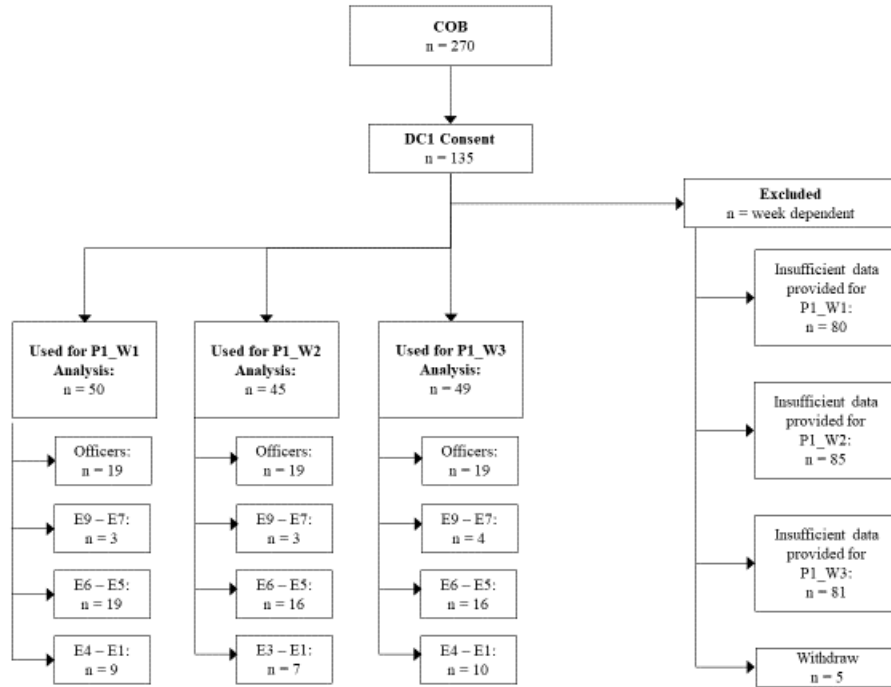 COB
n = 270
DC1 Consent
n = 135
Excluded
n = week dependent
Used for P1_W1
Analysis:
n = 50
Officers:
n = 19
E9 – E7:
n = 3
E6 – E5:
n = 19
E4 – E1:
n = 9
Used for P1_W2
Analysis:
n = 45
Officers:
n = 19
E9 – E7:
n = 3
E6 – E5:
n = 16
E3 – E1:
n = 7
Used for P1_W3
Analysis:
n = 49
Officers:
n = 19
E9 – E7:
n = 4
E6 – E5:
n = 16
E4 – E1:
n = 10
Insufficient data
provided for
P1_W1:
n = 80
Insufficient data
provided for
P1_W2:
n = 85
Insufficient data
provided for
P1_W3:
n = 81
Withdraw
n = 5